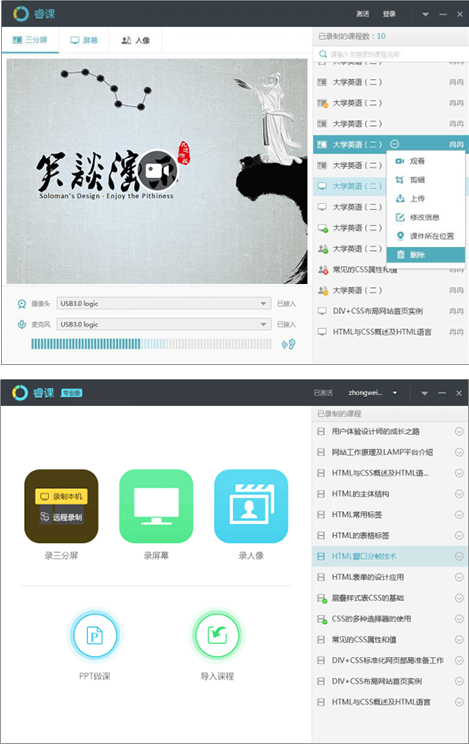 睿课
激活 登录
三分屏 屏幕 人像
已录制的课程数：10
请输入你想要的课程名称
大学英语（二） 冉冉
大学英语（二） 冉冉
大学英语（二） 冉冉
大学英语（二） 冉冉
大学英语（二） 冉冉
大学英语（二）
大学英语（二）
大学英语（二）
大学英语（二）
大学英语（二）
常见的CSS属性和值
大学英语（二） 冉冉
DIV+CSS布局网站首页实例 冉冉
HTML与CSS概述及HTML语言 冉冉
观看
剪辑
上传
修改信息
课件所在位置
删除
笑談演示
Soloman's Design - Enjoy the Pithiness
摄像头 USB3.0 logic 已接入
麦克风 USB3.0 logic 已接入
睿课 专业版
已激活 zhongwei...
录制本机
远程录制
录三分屏 录屏幕 录人像
PPT做课 导入课程
已录制的课程
用户体验设计师的成长之路
网站工作原理及LAMP平台介绍
HTML与CSS概述及HTML语...
HTML的主体结构
HTML常用标签
HTML的表格标签
HTML窗口分帧技术
HTML表单的设计应用
层叠样式表CSS的基础
CSS的多种选择器的使用
常见的CSS属性和值
DIV+CSS标准化网页部局准备工作
DIV+CSS布局网站首页实例
HTML与CSS概述及HTML语言